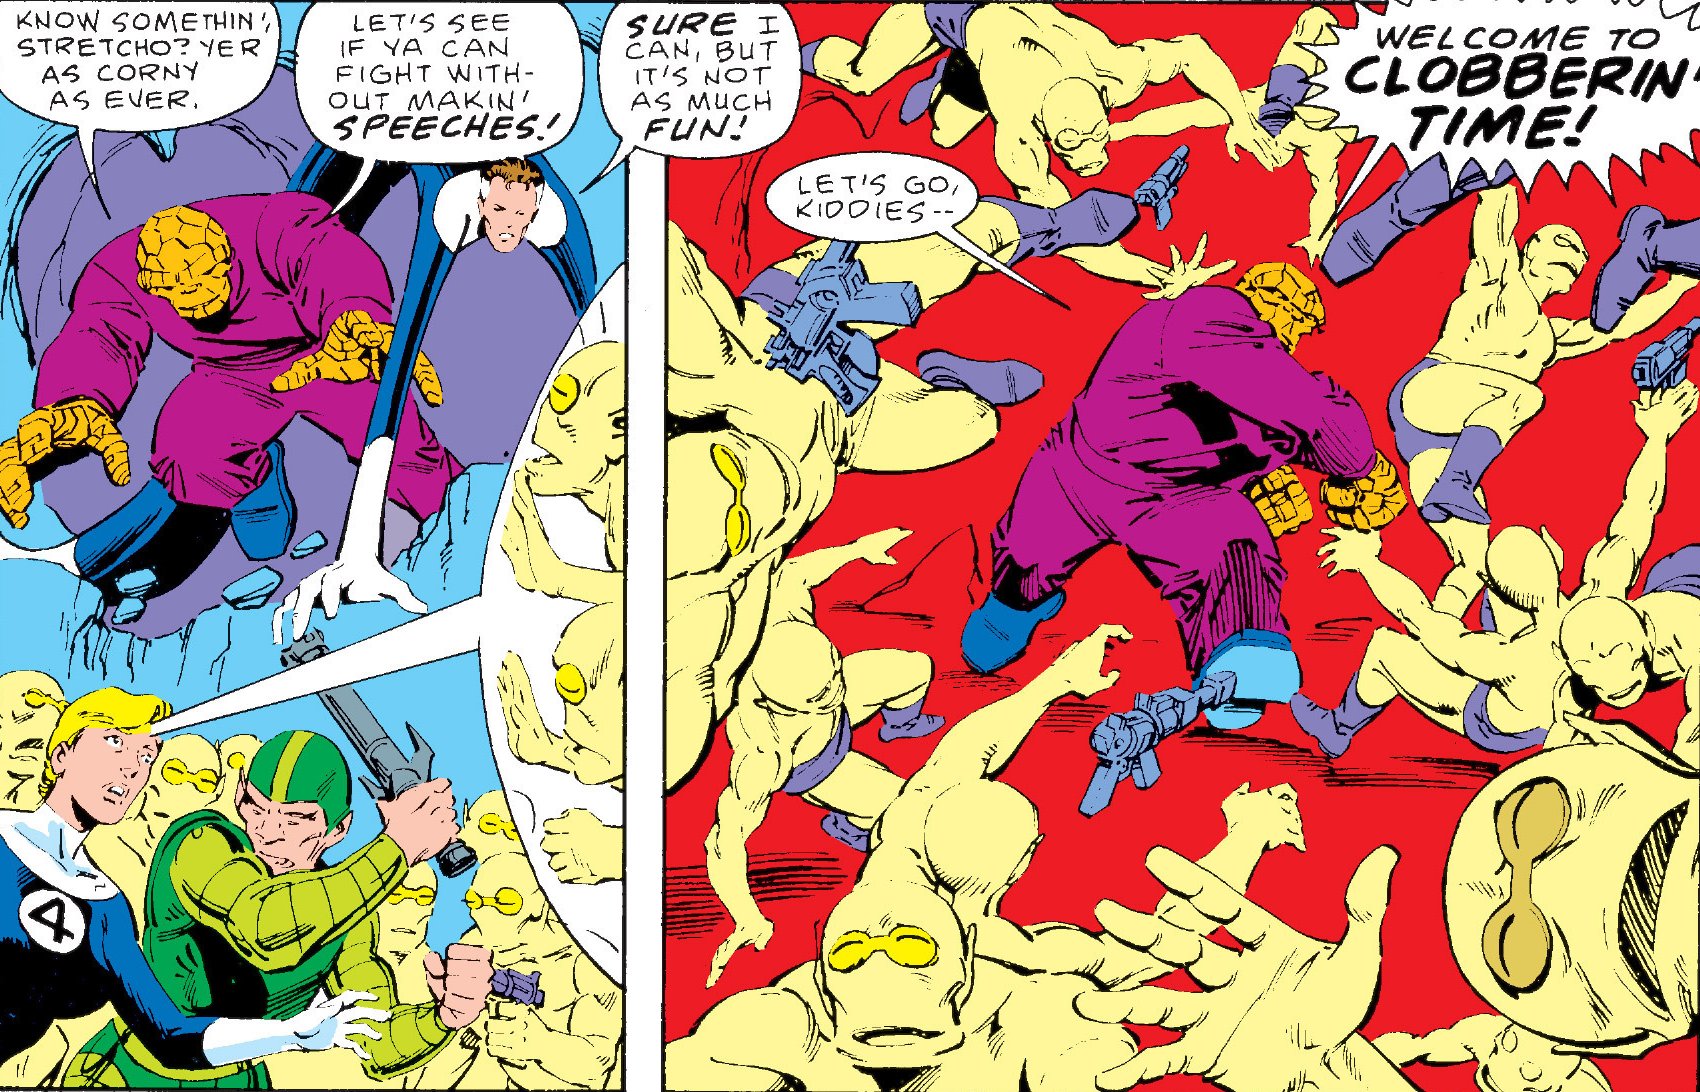 KNOW SOMETHIN',
STRETCHO? YER
AS CORNY
AS EVER.
LET'S SEE
IF YA CAN
FIGHT WITH-
OUT MAKIN'
SPEECHES!
SURE I
CAN, BUT
IT'S NOT
AS MUCH
FUN!
4
LET'S GO,
KIDDIES--
WELCOME TO
CLOBBERIN'
TIME!